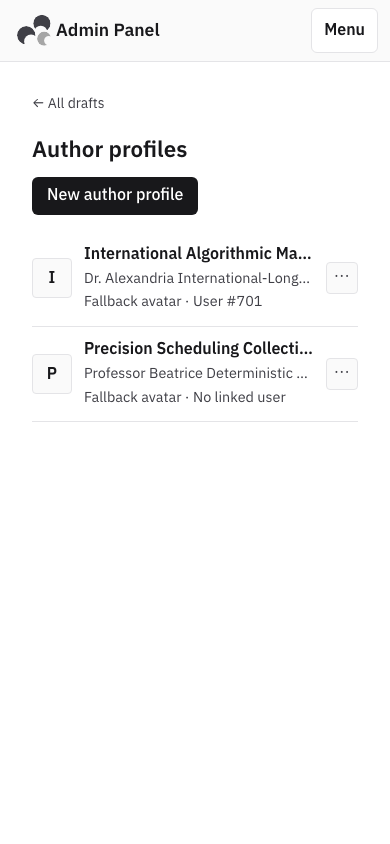 Admin Panel
Menu
← All drafts
Author profiles
New author profile
I
International Algorithmic Ma...
Dr. Alexandria International-Long...
Fallback avatar · User #701
...
P
Precision Scheduling Collecti...
Professor Beatrice Deterministic ...
Fallback avatar · No linked user
...